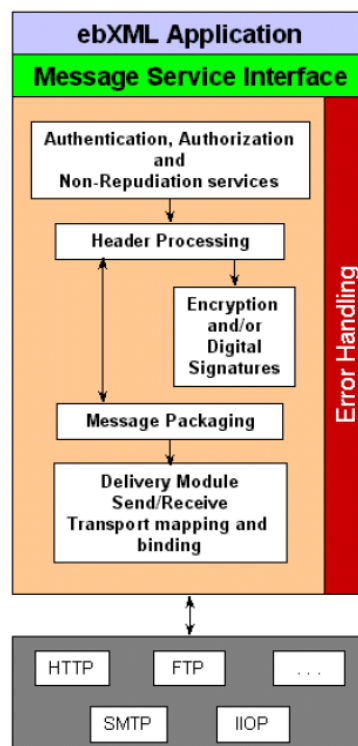 ebXML Application
Message Service Interface
Authentication, Authorization
and
Non-Repudiation services
Header Processing
Encryption
and/or
Digital
Signatures
Message Packaging
Delivery Module
Send/Receive
Transport mapping and
binding
Error Handling
HTTP
FTP
. . .
SMTP
IIOP